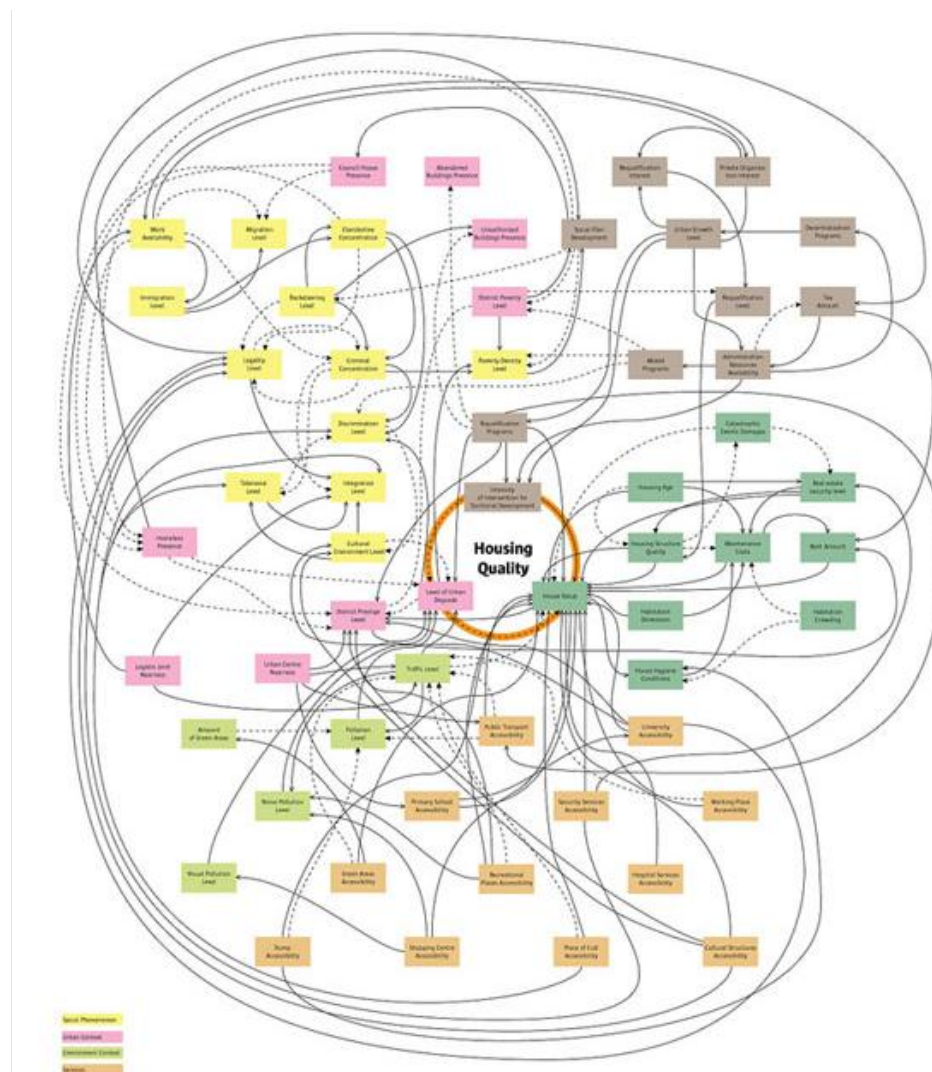 Council House
Presence
Abandoned
Buildings Presence
Requalification
Interest
Private Organiza
tion Interest
Work
Availability
Migration
Level
Clandestine
Concentration
Unauthorized
Buildings Presence
Social Plan
Development
Urban Growth
Level
Decentralization
Programs
Immigration
Level
Racketeering
Level
District Poverty
Level
Requalification
Level
Tax
Amount
Legality
Level
Criminal
Concentration
Poverty Density
Level
Programs
Administration
Resources
Availability
Discrimination
Level
Requalification
Programs
Catastrophic
Events Damages
Tolerance
Level
Integration
Level
Intensity
of Intervention for
Territorial Development
Housing Age
Real estate
security level
Homeless
Presence
Cultural
Environment Level
Housing
Quality
Housing Structure
Quality
Maintenance
Costs
Rent Amount
District Prestige
Level
Level of Urban
Degrade
House Value
Habitation
Dimension
Habitation
Crowding
Nearness
Urban Centre
Nearness
Traffic Level
House Hygiene
Conditions
Amount
of Green Areas
Pollution
Level
Public Transport
Accessibility
University
Accessibility
Noise Pollution
Level
Primary School
Accessibility
Security Services
Accessibility
Working Place
Accessibility
Visual Pollution
Level
Green Areas
Accessibility
Recreational
Places Accessibility
Hospital Services
Accessibility
Accessibility
Shopping Centre
Accessibility
Place of Cult
Accessibility
Cultural Structures
Accessibility
Social Phenomenon
Urban Context
Environment Context
Services